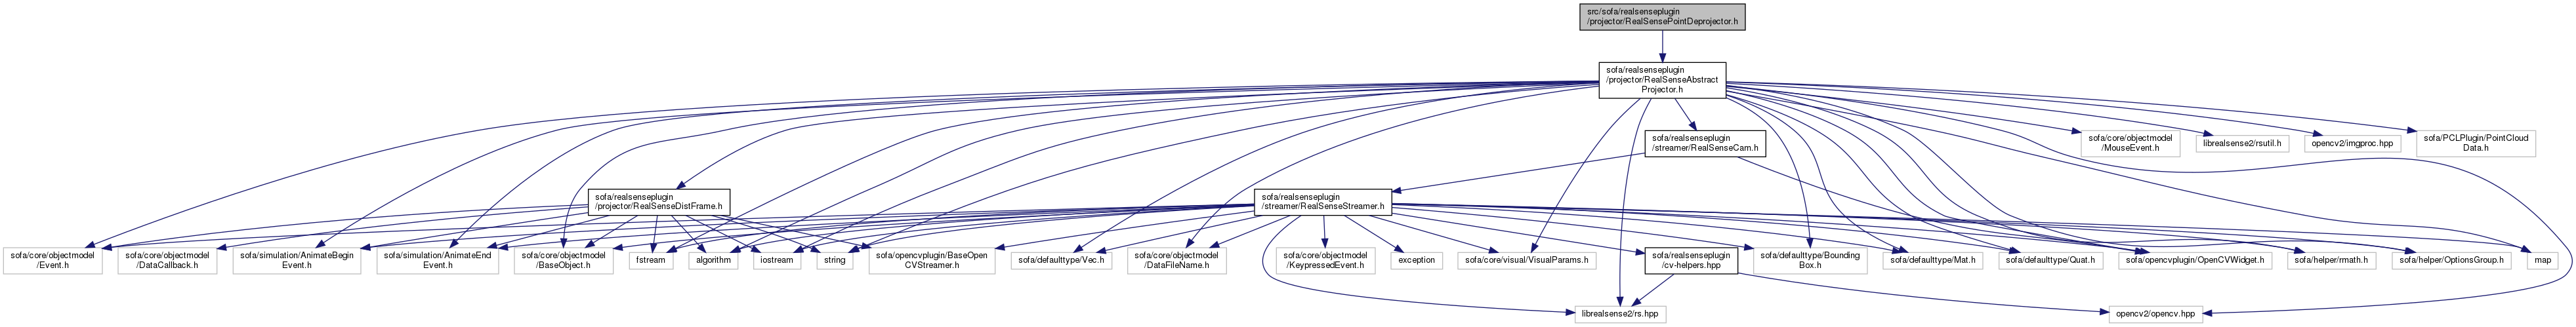 src/sofa/realsenseplugin
/projector/RealSensePointDeprojector.h
sofa/realsenseplugin
/projector/RealSenseAbstract
Projector.h
sofa/realsenseplugin
/streamer/RealSenseCam.h
sofa/core/objectmodel
/MouseEvent.h
librealsense2/rsutil.h
opencv2/imgproc.hpp
sofa/PCLPlugin/PointCloud
Data.h
sofa/realsenseplugin
/projector/RealSenseDistFrame.h
sofa/realsenseplugin
/streamer/RealSenseStreamer.h
sofa/core/objectmodel
/Event.h
sofa/core/objectmodel
/DataCallback.h
sofa/simulation/AnimateBegin
Event.h
sofa/simulation/AnimateEnd
Event.h
sofa/core/objectmodel
/BaseObject.h
fstream
algorithm
iostream
string
sofa/opencvplugin/BaseOpen
CVStreamer.h
sofa/defaulttype/Vec.h
sofa/core/objectmodel
/DataFileName.h
sofa/core/objectmodel
/KeypressedEvent.h
exception
sofa/core/visual/VisualParams.h
sofa/realsenseplugin
/cv-helpers.hpp
sofa/defaulttype/Bounding
Box.h
sofa/defaulttype/Mat.h
sofa/defaulttype/Quat.h
sofa/opencvplugin/OpenCVWidget.h
sofa/helper/rmath.h
sofa/helper/OptionsGroup.h
map
librealsense2/rs.hpp
opencv2/opencv.hpp